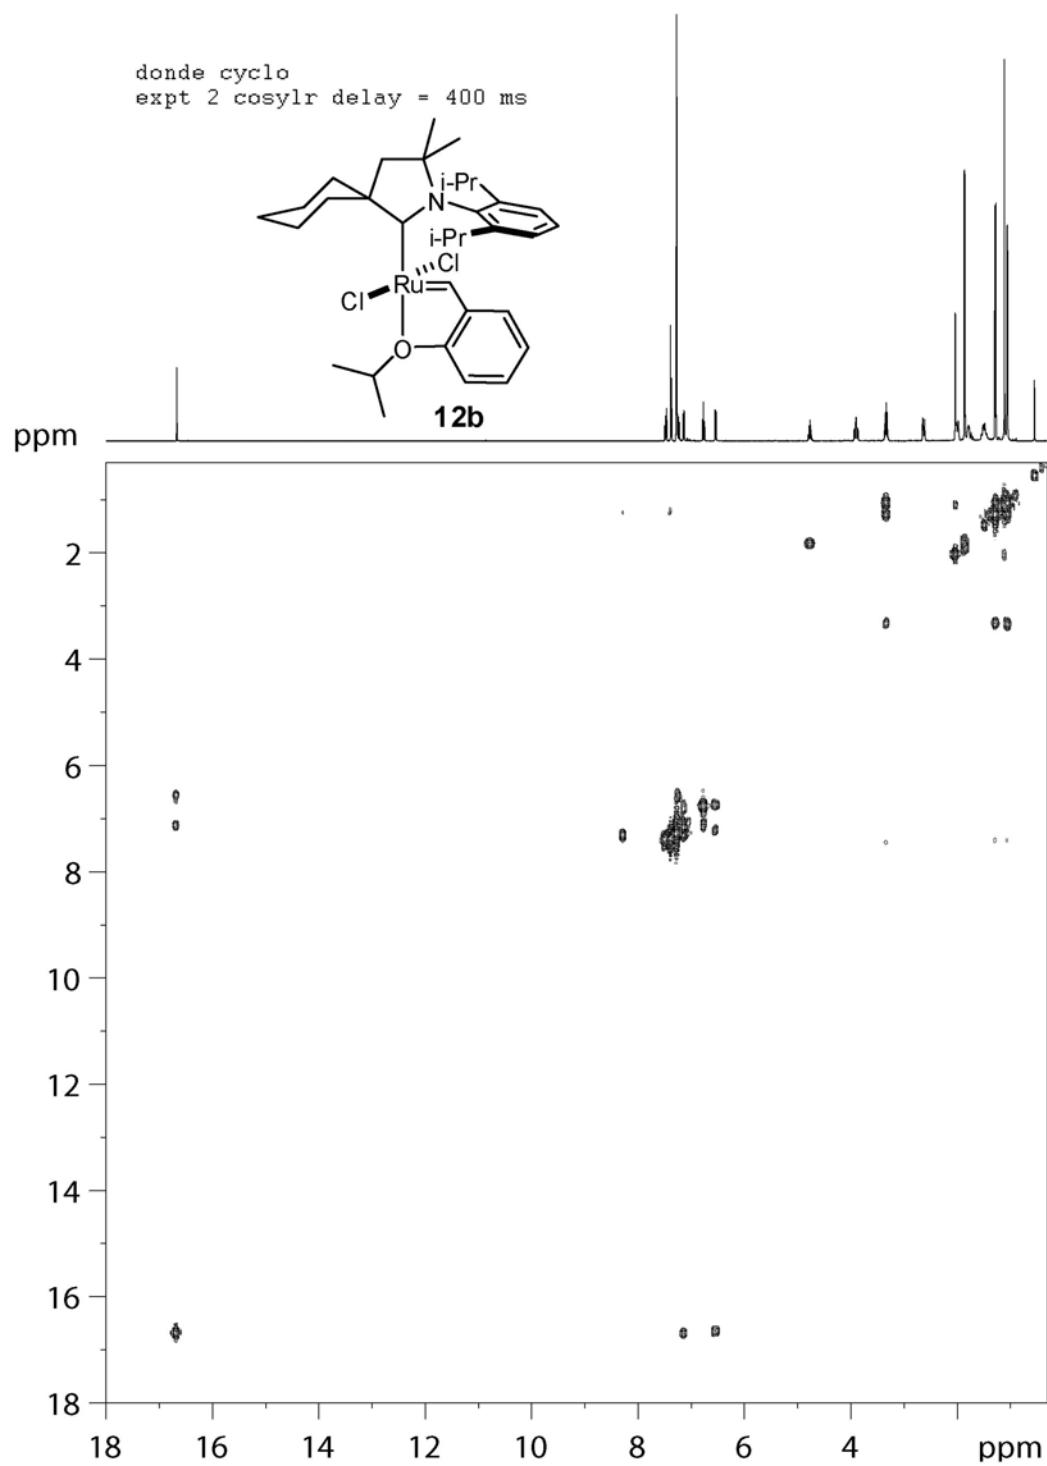 donde cyclo
expt 2 cosylr delay = 400 ms
i-Pr
N
i-Pr
Cl
Ru
Cl
O
12b
ppm
2
4
6
8
10
12
14
16
18
18 16 14 12 10 8 6 4 ppm